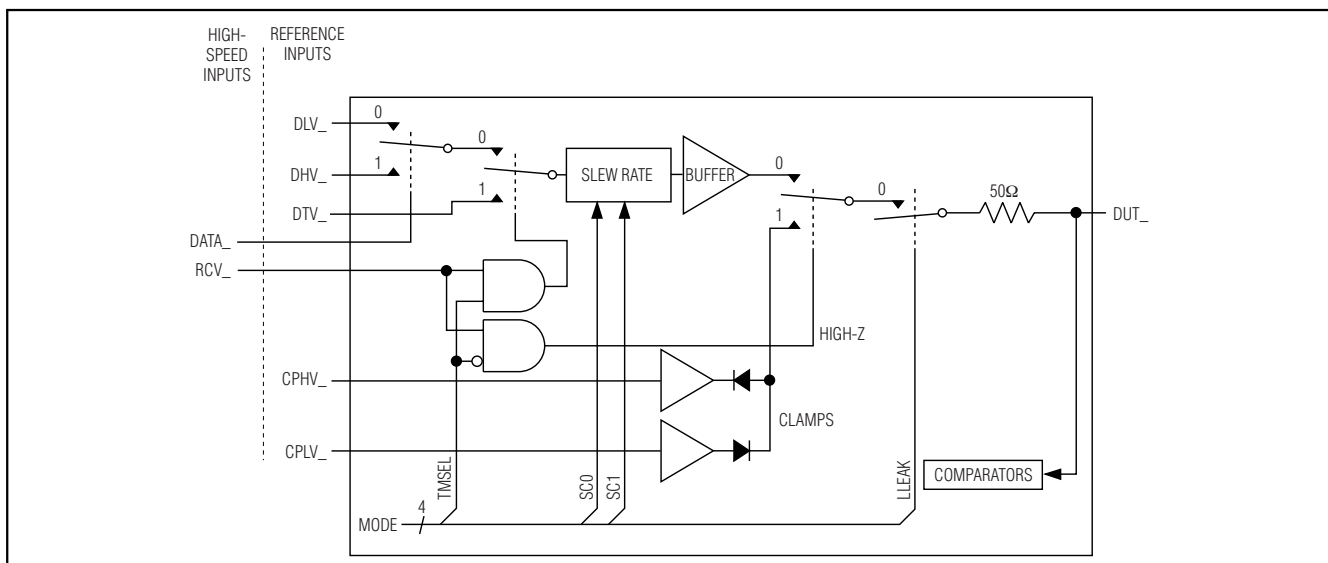 HIGH-
SPEED
INPUTS
REFERENCE
INPUTS
DLV_
0
DHV_
1
0
DTV_
1
SLEW RATE
BUFFER
0
1
0
50Ω
DUT_
DATA_
RCV_
HIGH-Z
CPHV_
CLAMPS
CPLV_
TMSEL
SC0
SC1
LLEAK
COMPARATORS
MODE
4